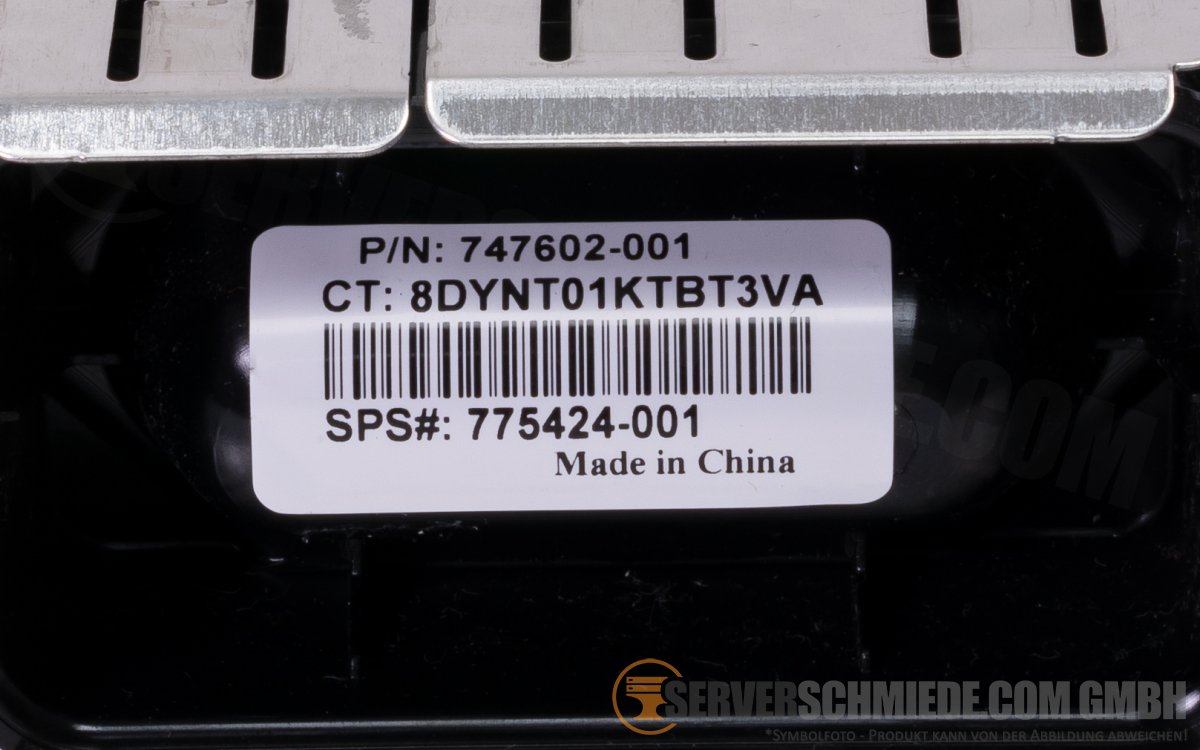 P/N: 747602-001
CT: 8DYNT01KTBT3VA
SPS#: 775424-001
Made in China
SERVERSCHMIEDE.COM GMBH
*Symbolfoto - Produkt kann von der Abbildung abweichen!